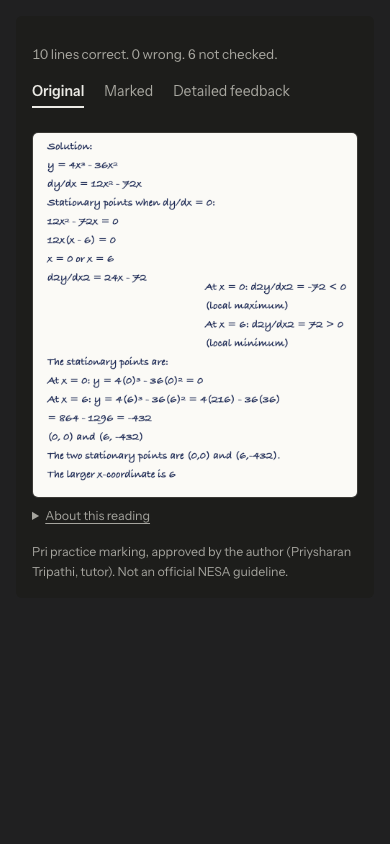 10 lines correct. 0 wrong. 6 not checked.
Original Marked Detailed feedback
Solution:
y = 4x³ - 36x²
dy/dx = 12x² - 72x
Stationary points when dy/dx = 0:
12x² - 72x = 0
12x(x - 6) = 0
x = 0 or x = 6
d2y/dx2 = 24x - 72
At x = 0: d2y/dx2 = -72 < 0
(local maximum)
At x = 6: d2y/dx2 = 72 > 0
(local minimum)
The stationary points are:
At x = 0: y = 4(0)³ - 36(0)² = 0
At x = 6: y = 4(6)³ - 36(6)² = 4(216) - 36(36)
= 864 - 1296 = -432
(0, 0) and (6, -432)
The two stationary points are (0,0) and (6,-432).
The larger x-coordinate is 6
About this reading
Pri practice marking, approved by the author (Priysharan
Tripathi, tutor). Not an official NESA guideline.